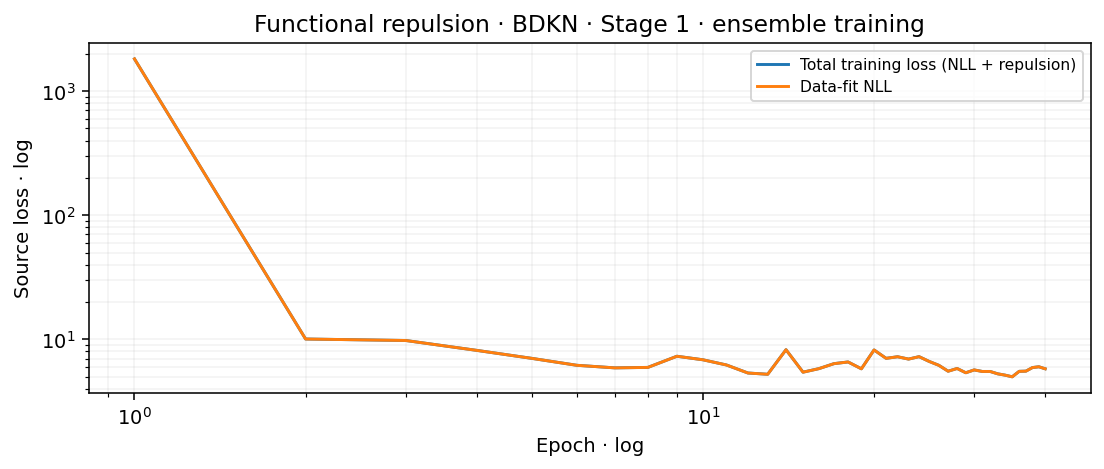 Functional repulsion · BDKN · Stage 1 · ensemble training
Total training loss (NLL + repulsion)
Data-fit NLL
Source loss · log
10³
10²
10¹
10⁰
10¹
Epoch · log